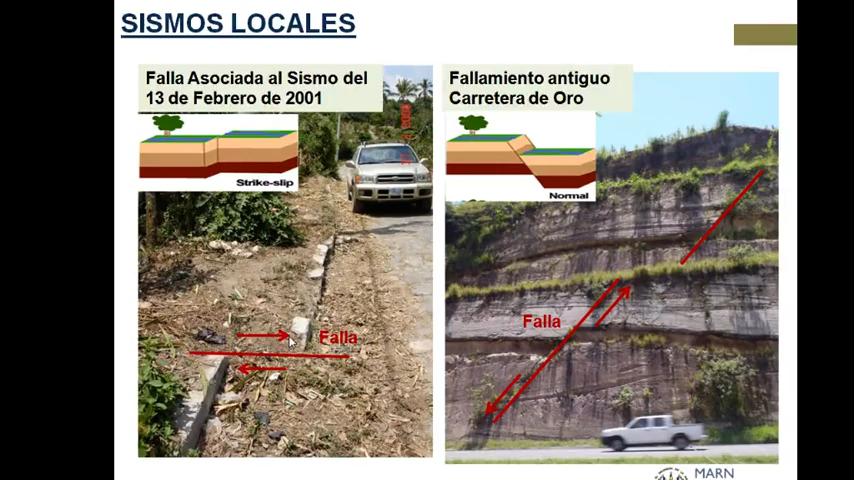 SISMOS LOCALES
Falla Asociada al Sismo del
13 de Febrero de 2001
Strike-slip
Falla
Fallamiento antiguo
Carretera de Oro
Normal
Falla
MARN